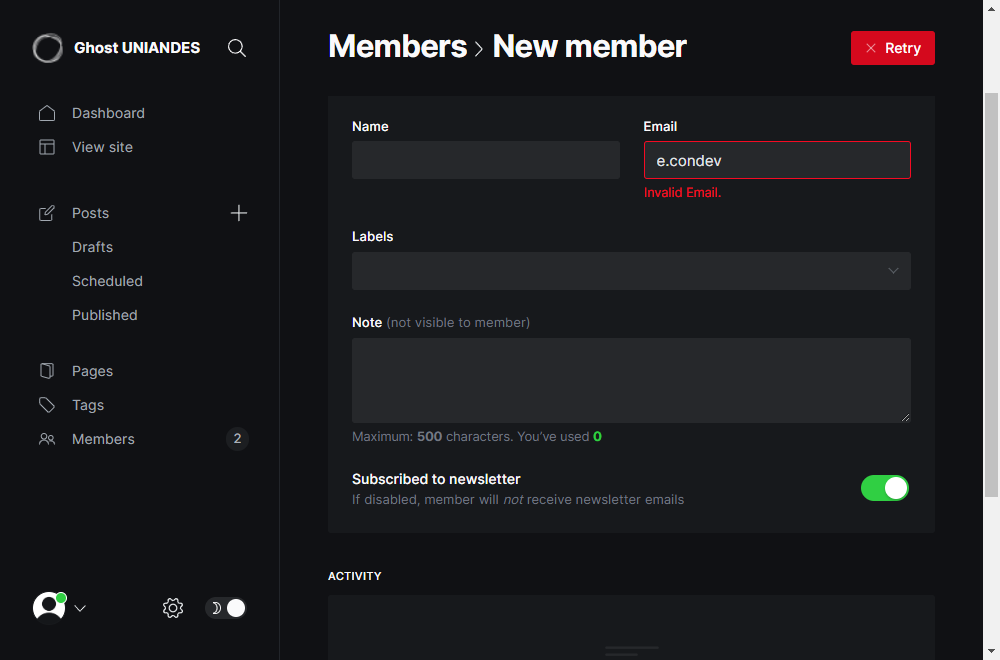 Ghost UNIANDES
Dashboard
View site
Posts
Drafts
Scheduled
Published
Pages
Tags
Members 2
Members › New member
Retry
Name
Email
e.condev
Invalid Email.
Labels
Note (not visible to member)
Maximum: 500 characters. You've used 0
Subscribed to newsletter
If disabled, member will not receive newsletter emails
ACTIVITY